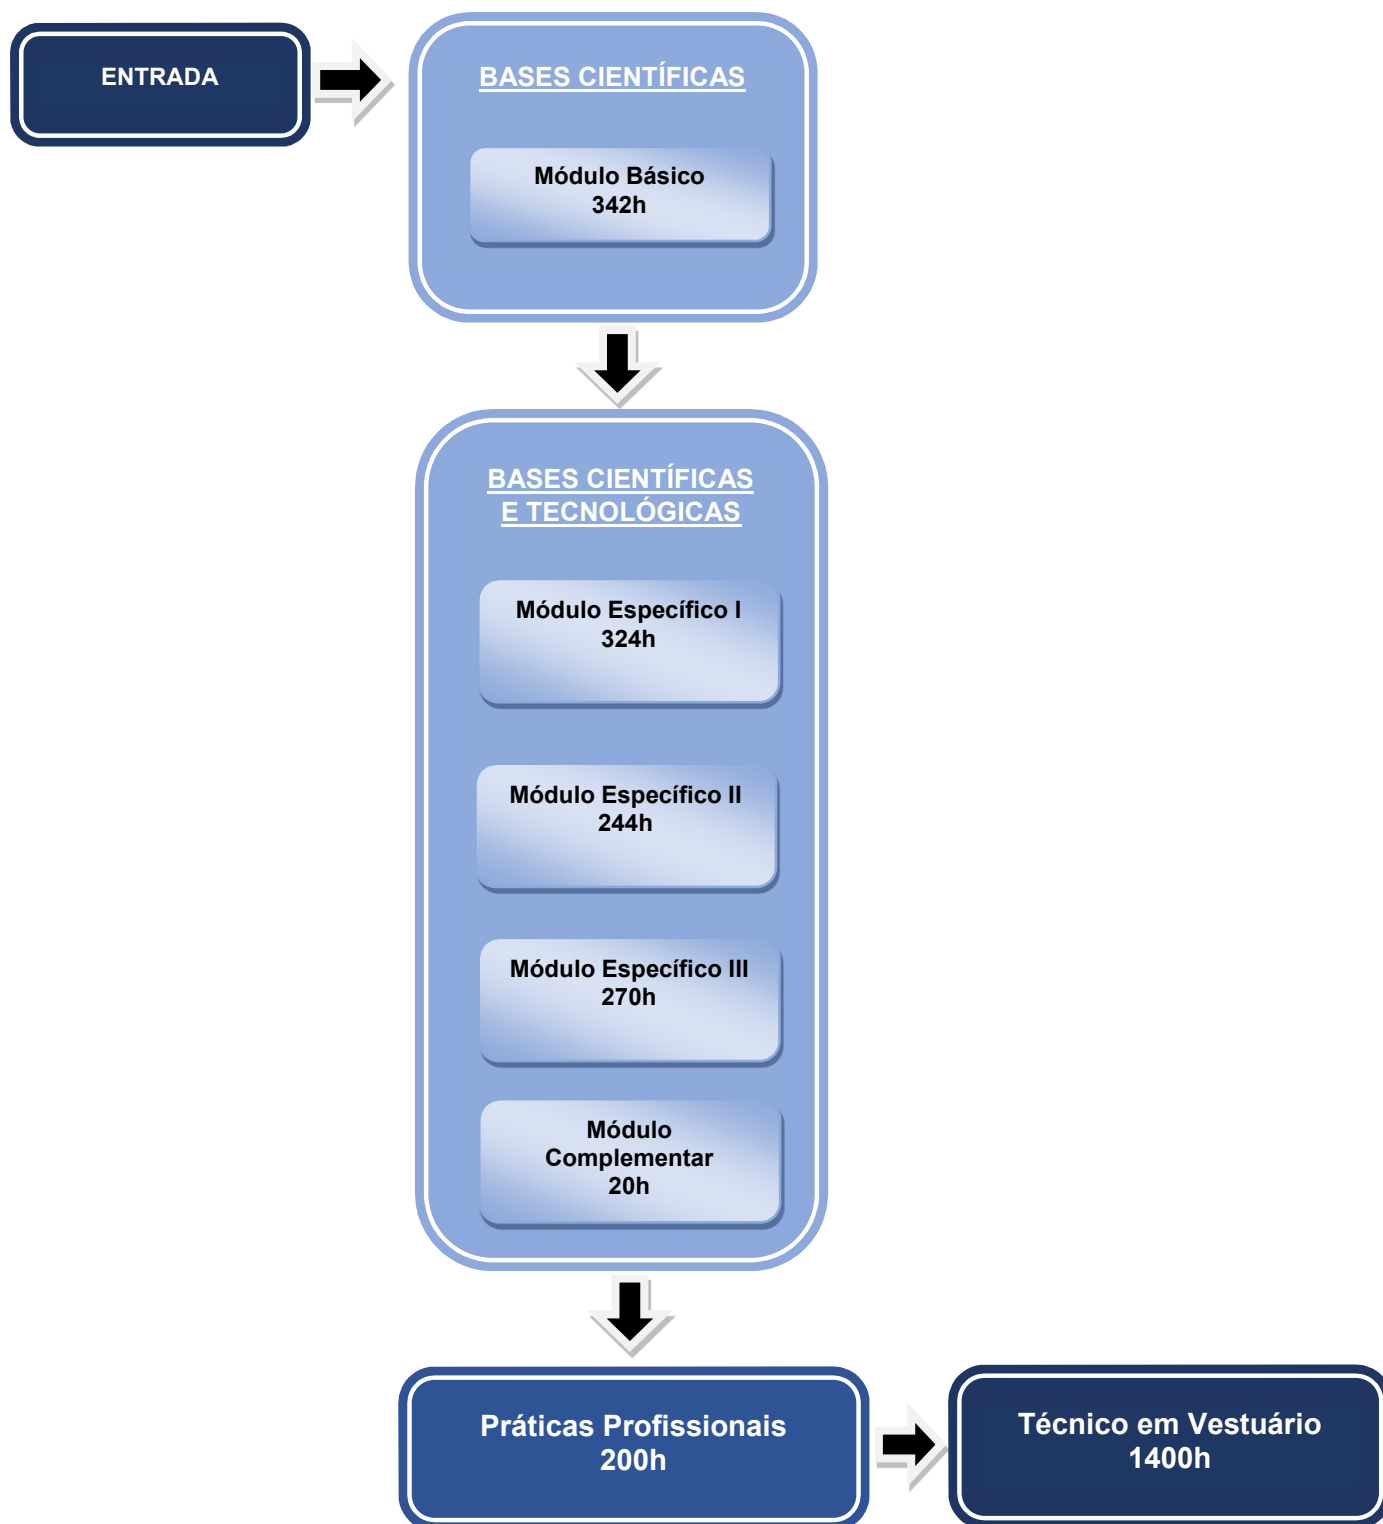 ENTRADA
BASES CIENTÍFICAS
Módulo Básico
342h
BASES CIENTÍFICAS
E TECNOLÓGICAS
Módulo Específico I
324h
Módulo Específico II
244h
Módulo Específico III
270h
Módulo
Complementar
20h
Práticas Profissionais
200h
Técnico em Vestuário
1400h